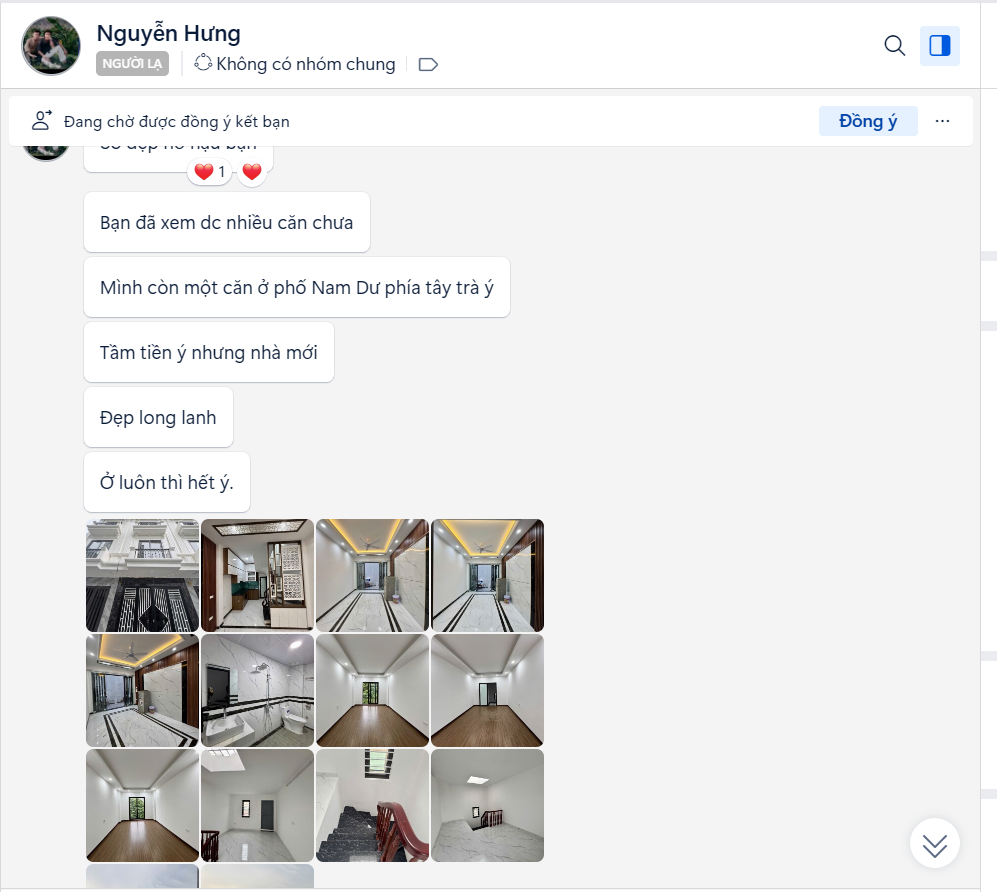 Nguyễn Hưng
NGƯỜI LẠ
Không có nhóm chung
Đang chờ được đồng ý kết bạn
Đồng ý
1
Bạn đã xem dc nhiều căn chưa
Mình còn một căn ở phố Nam Dư phía tây trà ý
Tầm tiền ý nhưng nhà mới
Đẹp long lanh
Ở luôn thì hết ý.